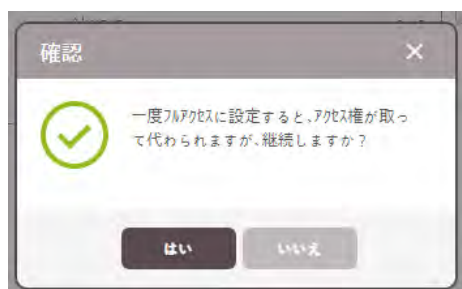 確認
一度ﾌﾙｱｸｾｽに設定すると、ｱｸｾｽ権が取っ
て代わられますが、継続しますか？
はい
いいえ